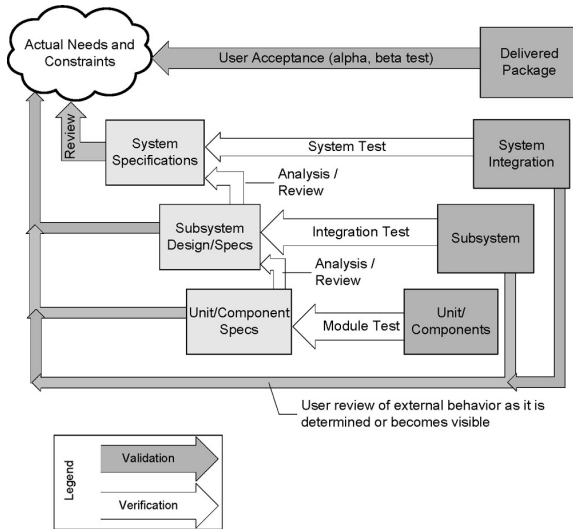 Actual Needs and
Constraints
User Acceptance (alpha, beta test)
Delivered
Package
Review
System
Specifications
System Test
System
Integration
Analysis /
Review
Subsystem
Design/Specs
Integration Test
Subsystem
Analysis /
Review
Unit/Component
Specs
Module Test
Unit/
Components
User review of external behavior as it is
determined or becomes visible
Legend
Validation
Verification